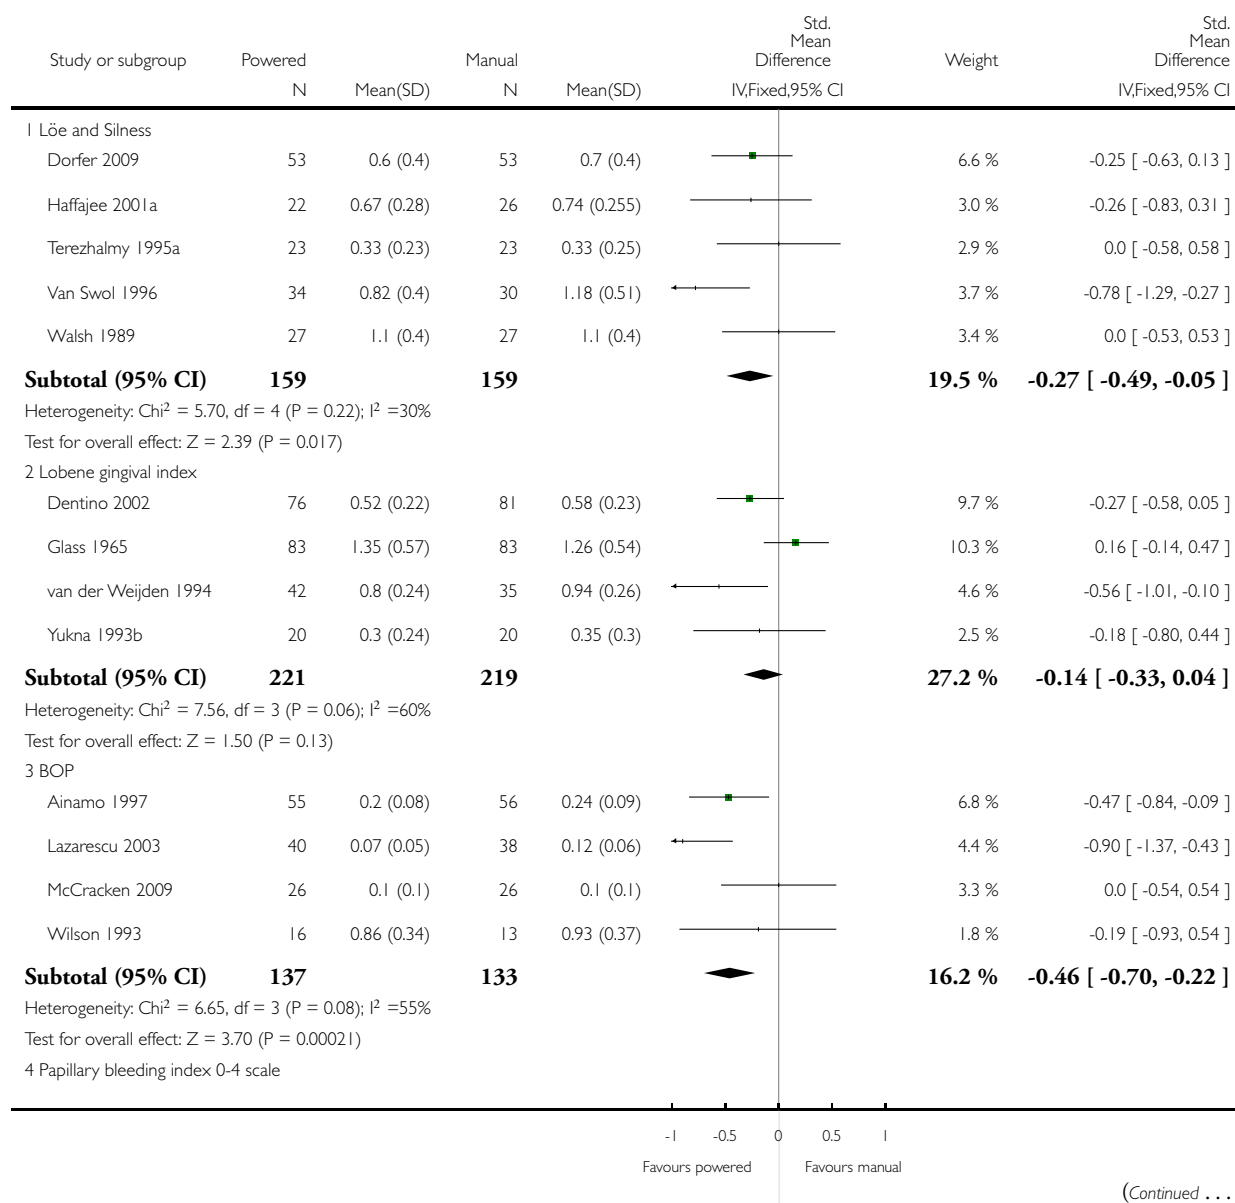 Study or subgroup Powered Manual Std. Mean Difference Weight Std. Mean Difference
N Mean(SD) N Mean(SD) IV,Fixed,95% CI IV,Fixed,95% CI
1 Löe and Silness
Dorfer 2009 53 0.6 (0.4) 53 0.7 (0.4) 6.6 % -0.25 [ -0.63, 0.13 ]
Haffajee 2001a 22 0.67 (0.28) 26 0.74 (0.255) 3.0 % -0.26 [ -0.83, 0.31 ]
Terezhalmy 1995a 23 0.33 (0.23) 23 0.33 (0.25) 2.9 % 0.0 [ -0.58, 0.58 ]
Van Swol 1996 34 0.82 (0.4) 30 1.18 (0.51) 3.7 % -0.78 [ -1.29, -0.27 ]
Walsh 1989 27 1.1 (0.4) 27 1.1 (0.4) 3.4 % 0.0 [ -0.53, 0.53 ]
Subtotal (95% CI) 159 159 19.5 % -0.27 [ -0.49, -0.05 ]
Heterogeneity: Chi² = 5.70, df = 4 (P = 0.22); I² =30%
Test for overall effect: Z = 2.39 (P = 0.017)
2 Lobene gingival index
Dentino 2002 76 0.52 (0.22) 81 0.58 (0.23) 9.7 % -0.27 [ -0.58, 0.05 ]
Glass 1965 83 1.35 (0.57) 83 1.26 (0.54) 10.3 % 0.16 [ -0.14, 0.47 ]
van der Weijden 1994 42 0.8 (0.24) 35 0.94 (0.26) 4.6 % -0.56 [ -1.01, -0.10 ]
Yukna 1993b 20 0.3 (0.24) 20 0.35 (0.3) 2.5 % -0.18 [ -0.80, 0.44 ]
Subtotal (95% CI) 221 219 27.2 % -0.14 [ -0.33, 0.04 ]
Heterogeneity: Chi² = 7.56, df = 3 (P = 0.06); I² =60%
Test for overall effect: Z = 1.50 (P = 0.13)
3 BOP
Ainamo 1997 55 0.2 (0.08) 56 0.24 (0.09) 6.8 % -0.47 [ -0.84, -0.09 ]
Lazarescu 2003 40 0.07 (0.05) 38 0.12 (0.06) 4.4 % -0.90 [ -1.37, -0.43 ]
McCracken 2009 26 0.1 (0.1) 26 0.1 (0.1) 3.3 % 0.0 [ -0.54, 0.54 ]
Wilson 1993 16 0.86 (0.34) 13 0.93 (0.37) 1.8 % -0.19 [ -0.93, 0.54 ]
Subtotal (95% CI) 137 133 16.2 % -0.46 [ -0.70, -0.22 ]
Heterogeneity: Chi² = 6.65, df = 3 (P = 0.08); I² =55%
Test for overall effect: Z = 3.70 (P = 0.00021)
4 Papillary bleeding index 0-4 scale
-1 -0.5 0 0.5 1
Favours powered Favours manual
(Continued . . .